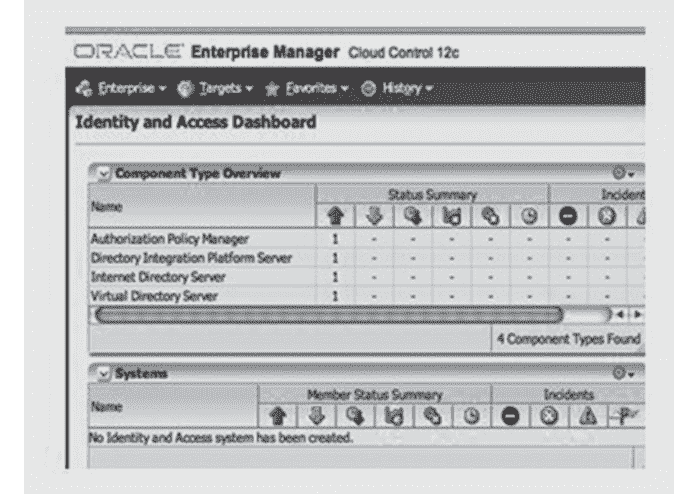 ORACLE Enterprise Manager Cloud Control 12c
Enterprise Targets Favorites History
Identity and Access Dashboard
Component Type Overview
Name Status Summary Incident
Authorization Policy Manager 1 - - - - - - - -
Directory Integration Platform Server 1 - - - - - - - -
Internet Directory Server 1 - - - - - - - -
Virtual Directory Server 1 - - - - - - - -
4 Component Types Found
Systems
Name Member Status Summary Incidents
No Identity and Access system has been created.